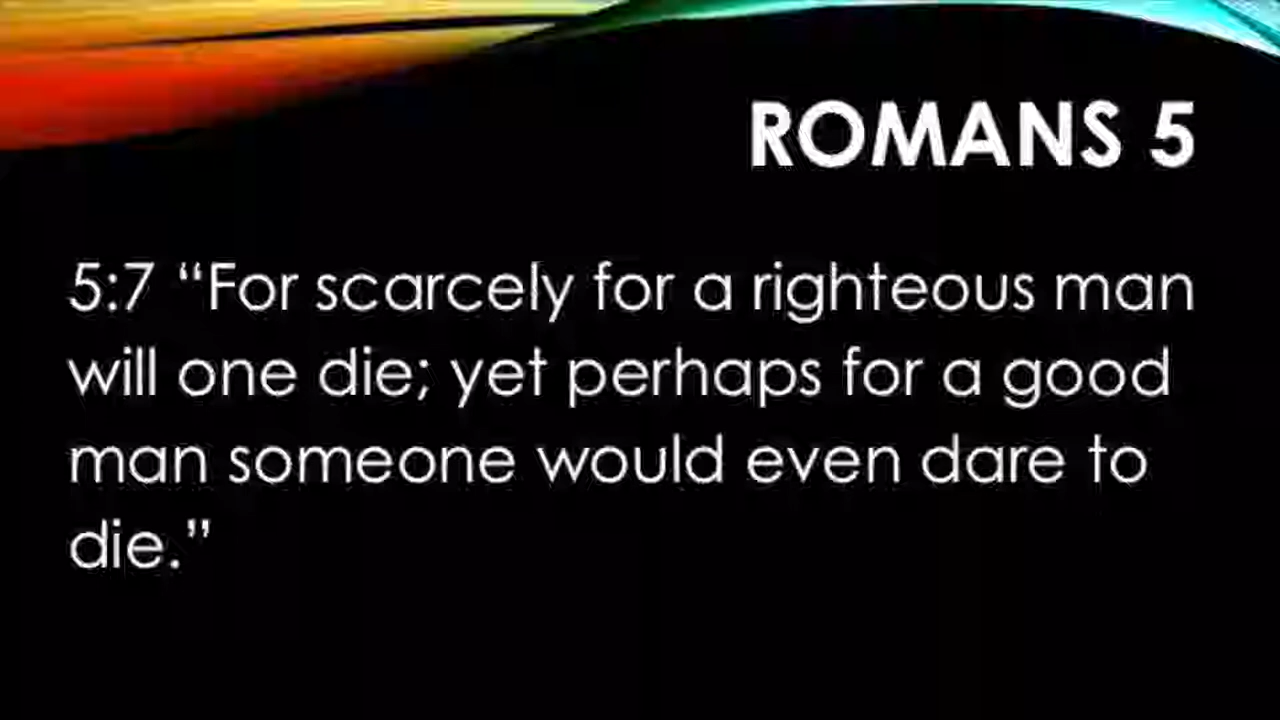 ROMANS 5
5:7 “For scarcely for a righteous man
will one die; yet perhaps for a good
man someone would even dare to
die.”